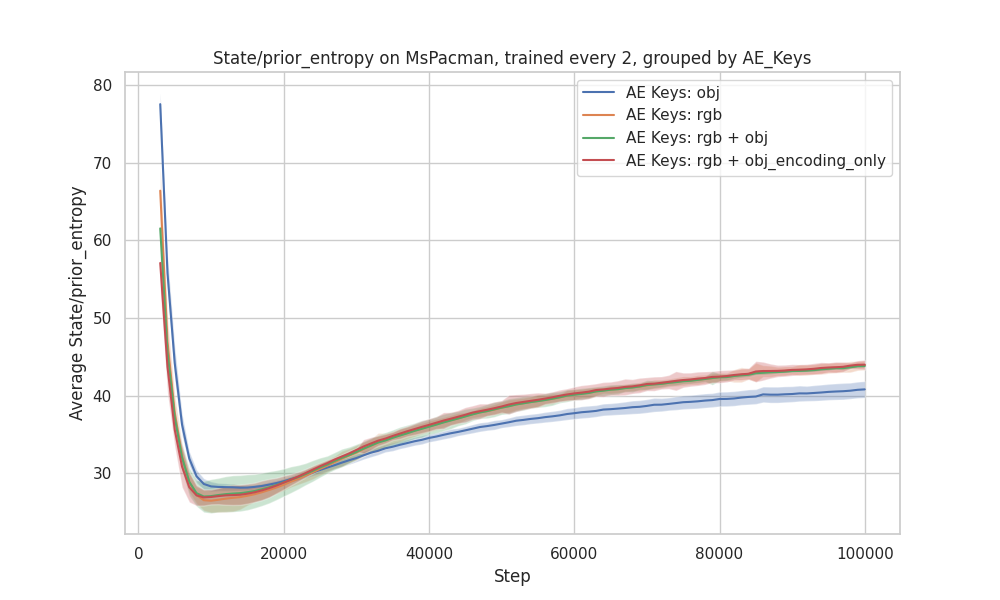 State/prior_entropy on MsPacman, trained every 2, grouped by AE_Keys
AE Keys: obj
AE Keys: rgb
AE Keys: rgb + obj
AE Keys: rgb + obj_encoding_only
Average State/prior_entropy
80
70
60
50
40
30
0
20000
40000
60000
80000
100000
Step